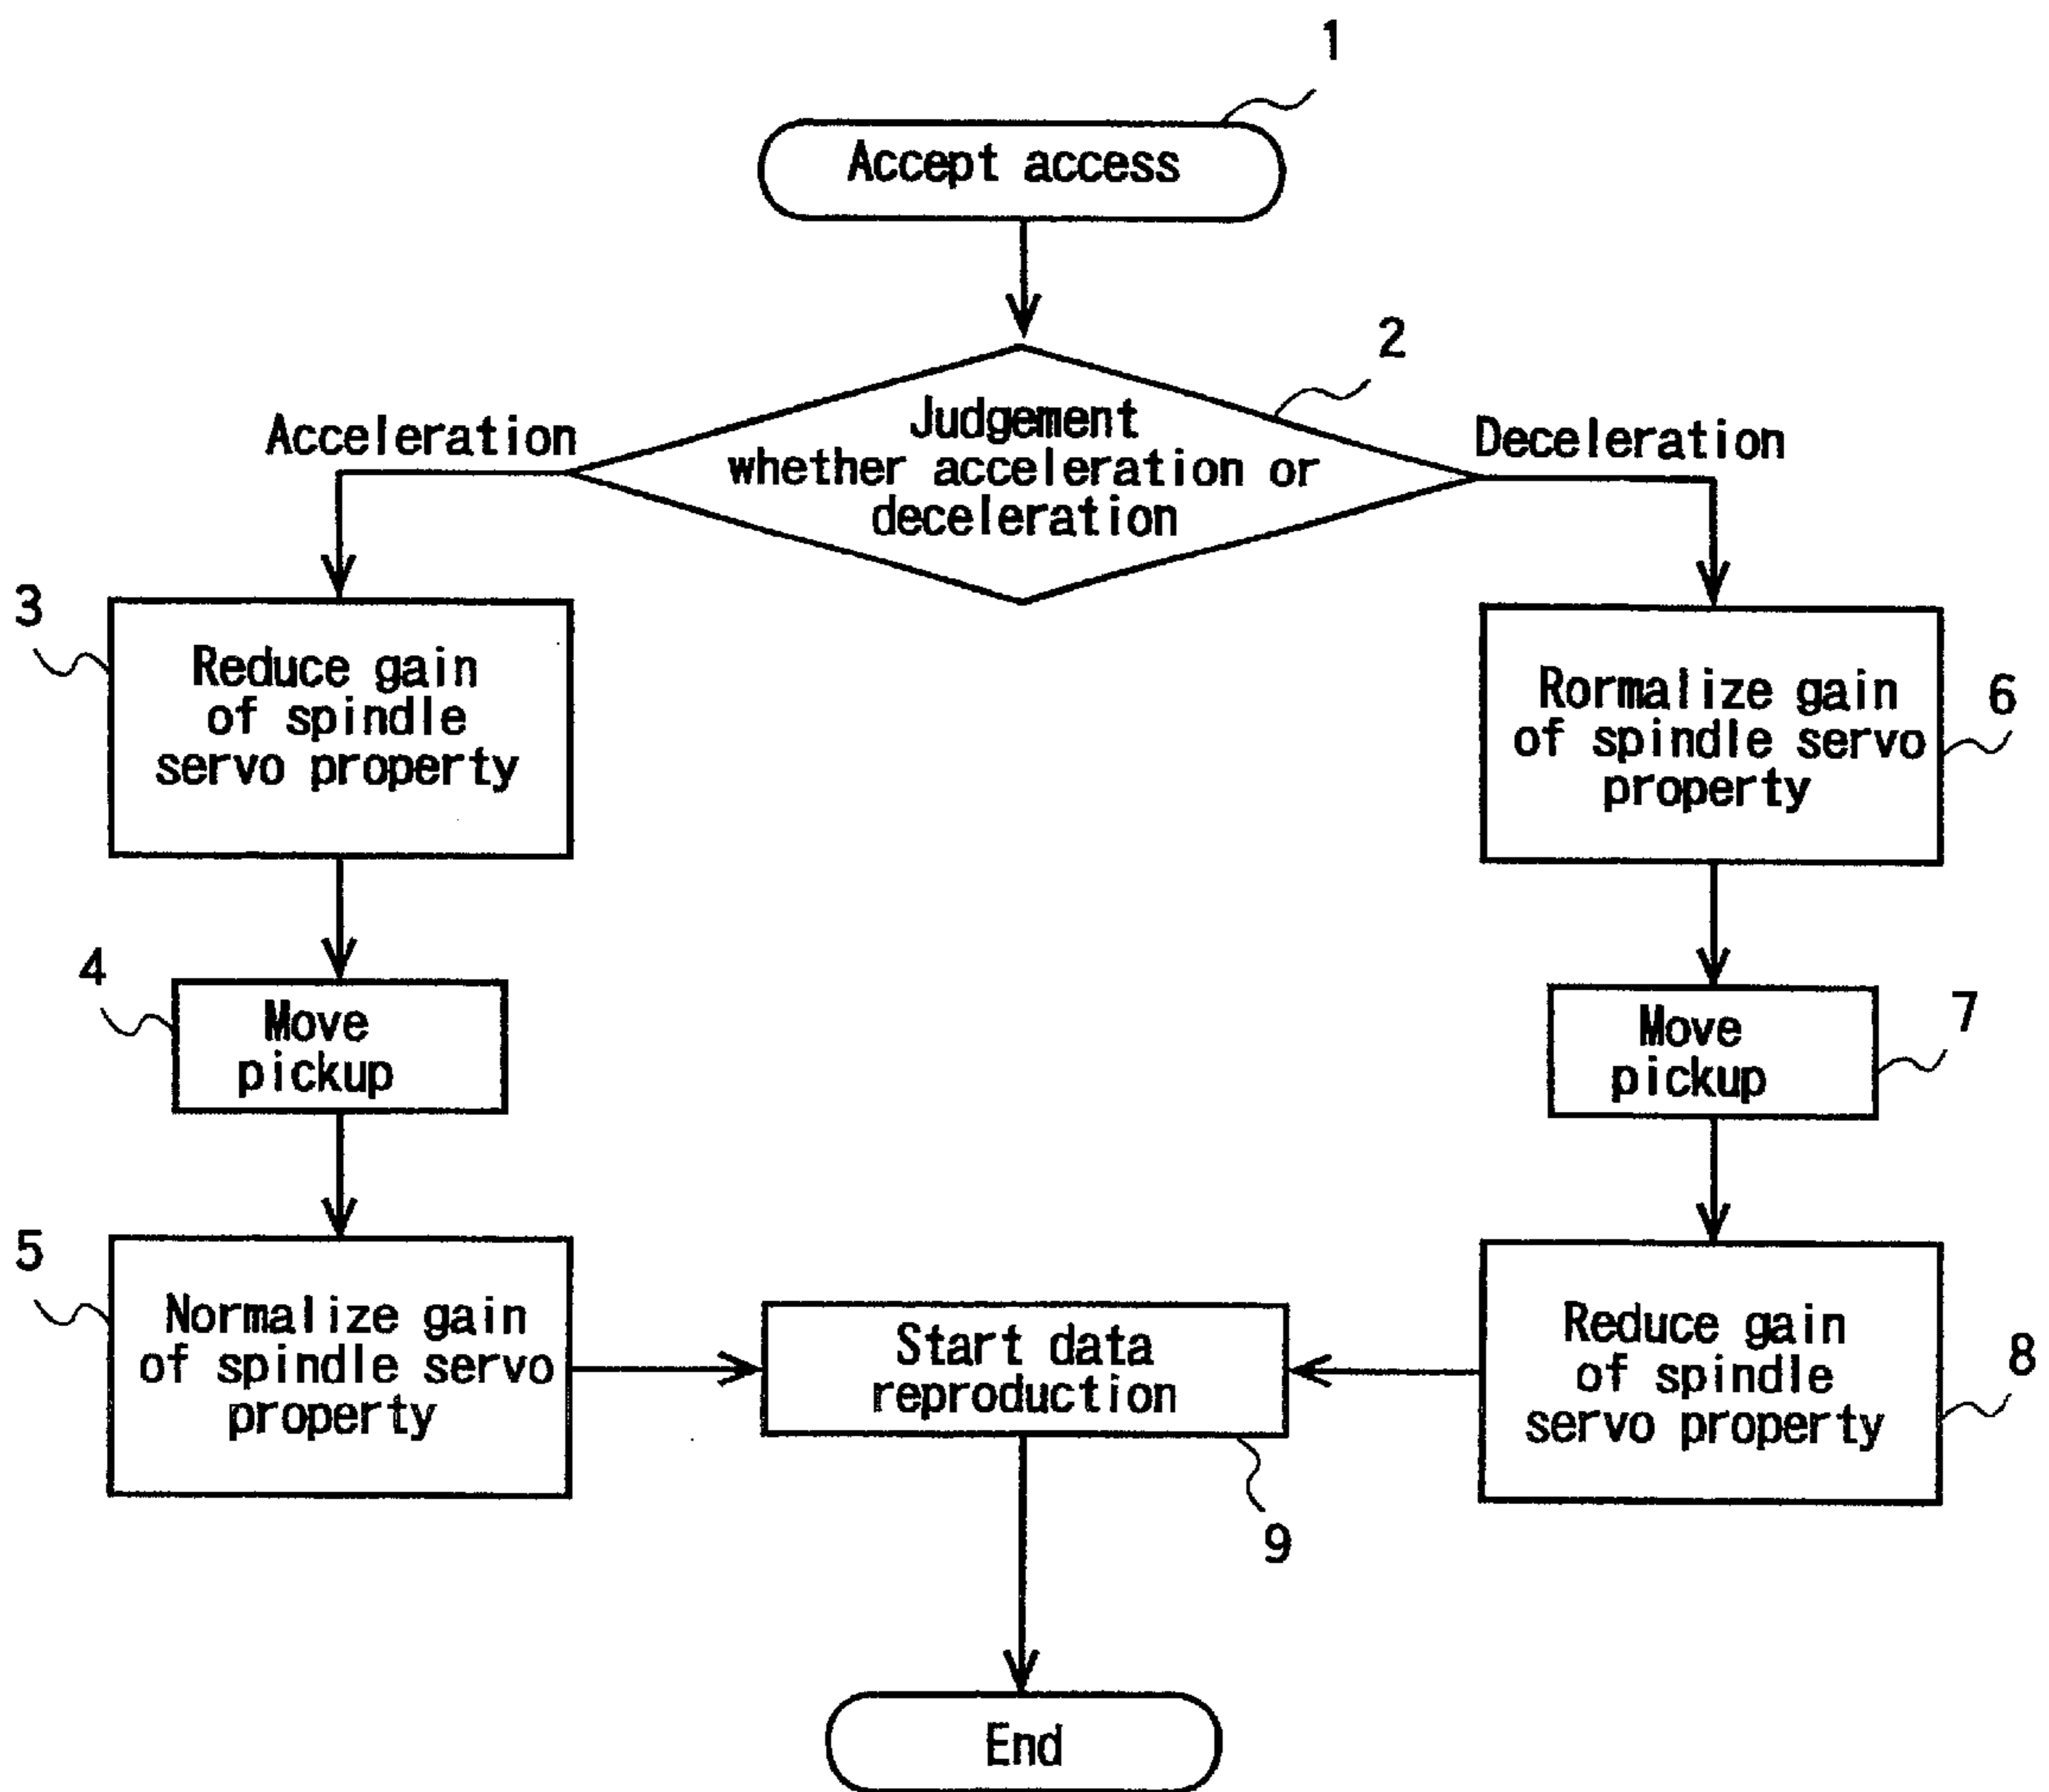 1
Accept access
2
Acceleration
Judgement
whether acceleration or
deceleration
Deceleration
3
Reduce gain
of spindle
servo property
6
Rormalize gain
of spindle servo
property
4
Move
pickup
7
Move
pickup
5
Normalize gain
of spindle servo
property
Start data
reproduction
9
8
Reduce gain
of spindle
servo property
End